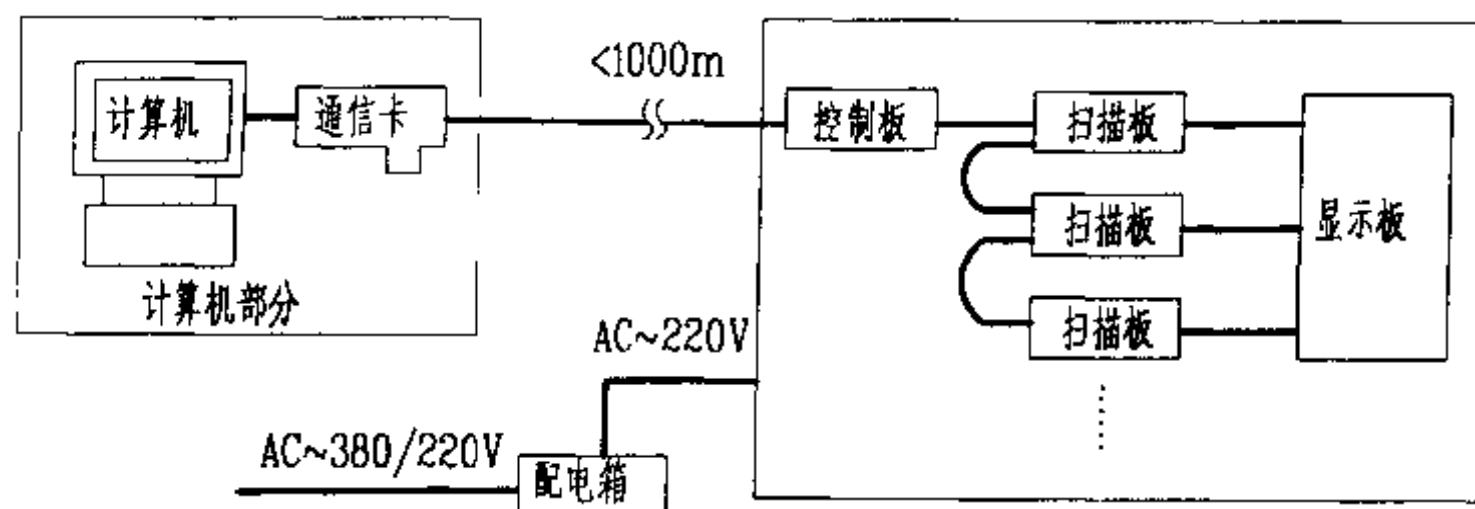 <1000m
计算机
通信卡
控制板
扫描板
扫描板
显示板
扫描板
计算机部分
AC~220V
AC~380/220V
配电箱